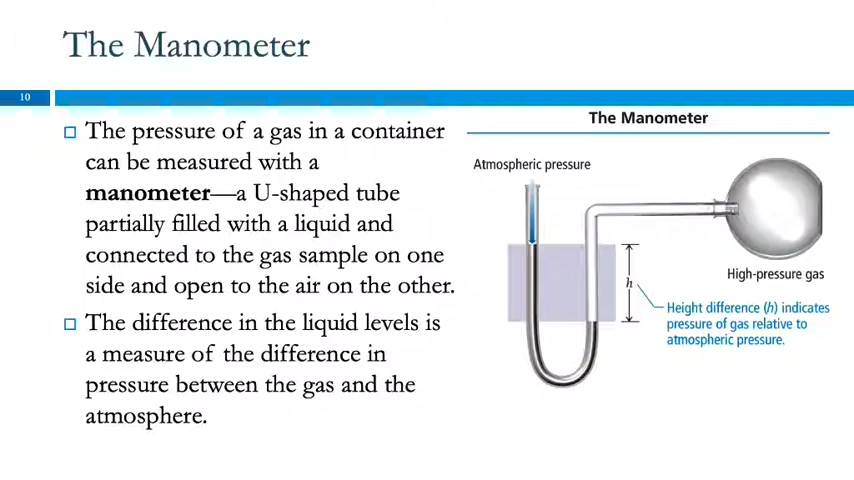 The Manometer
10
□ The pressure of a gas in a container
can be measured with a
manometer—a U-shaped tube
partially filled with a liquid and
connected to the gas sample on one
side and open to the air on the other.
□ The difference in the liquid levels is
a measure of the difference in
pressure between the gas and the
atmosphere.
The Manometer
Atmospheric pressure
High-pressure gas
h
Height difference (h) indicates
pressure of gas relative to
atmospheric pressure.